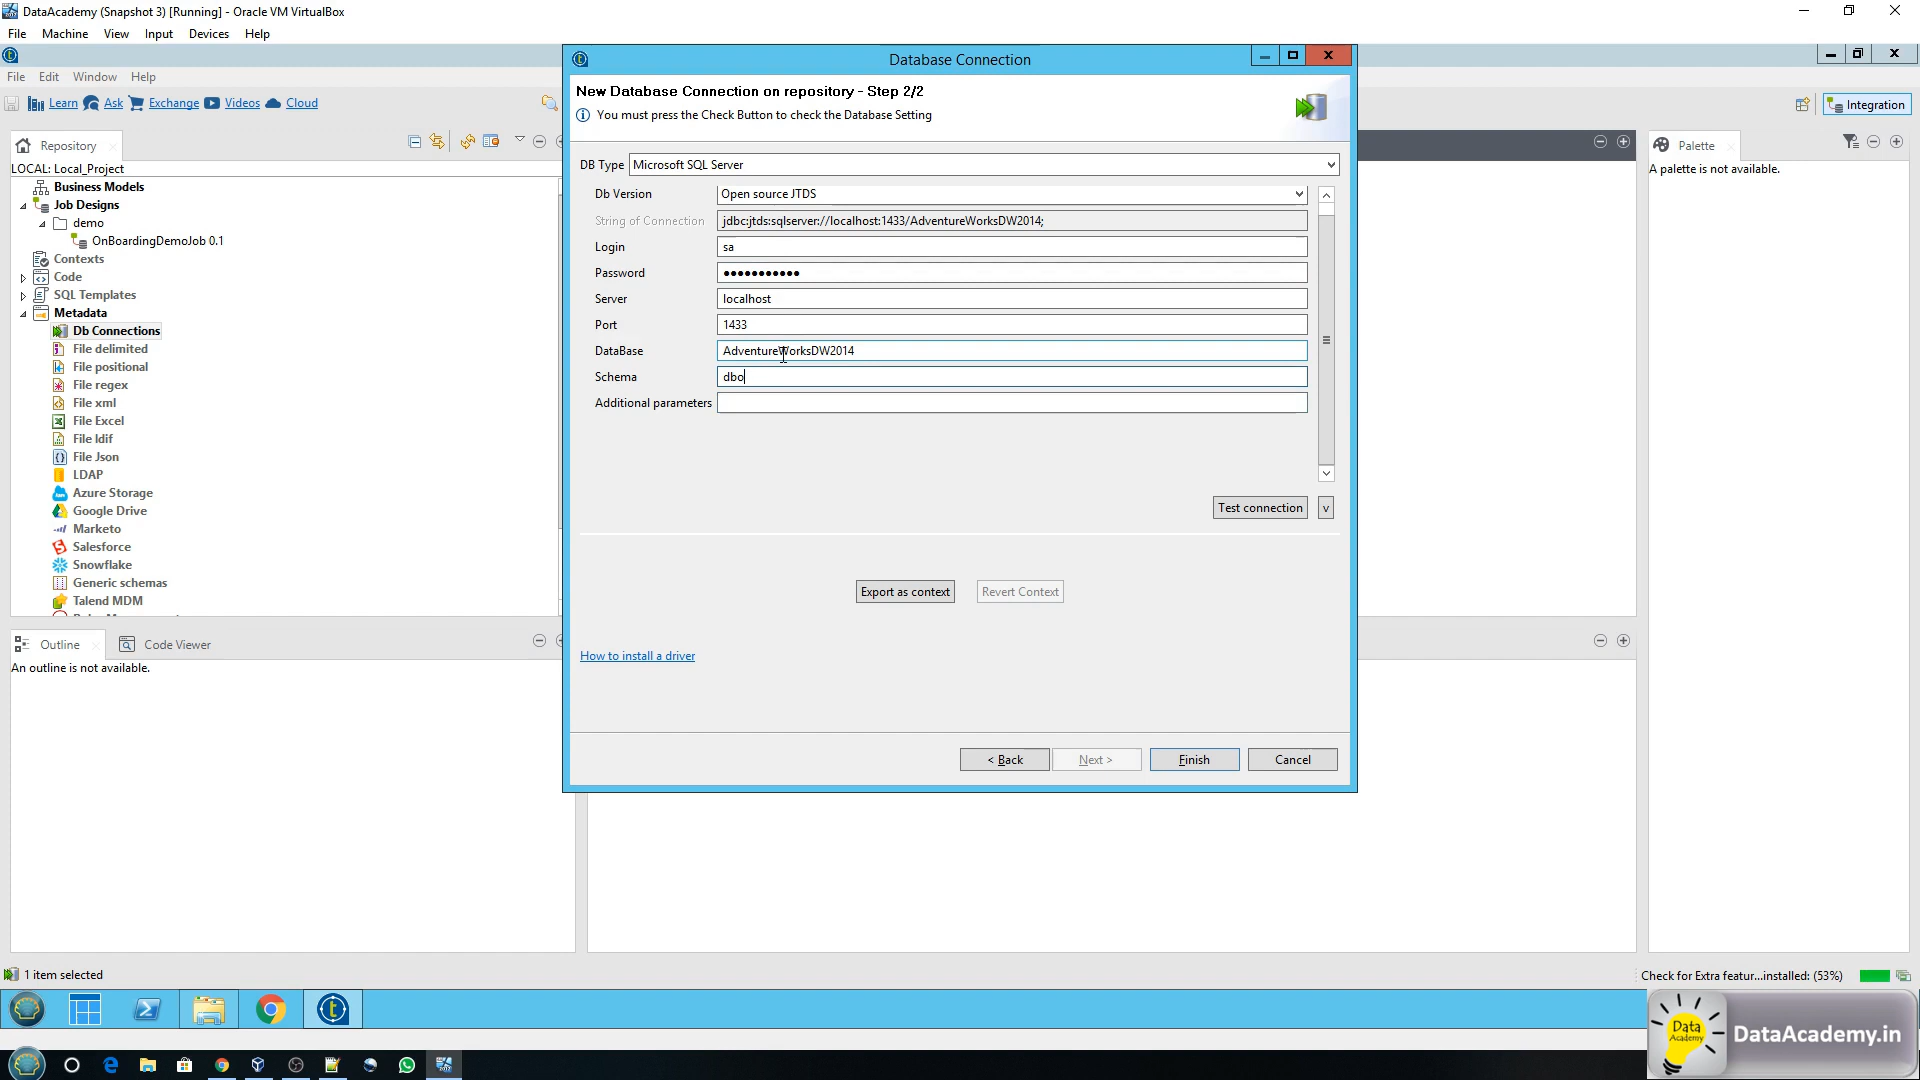 DataAcademy (Snapshot 3) [Running] - Oracle VM VirtualBox
File Machine View Input Devices Help
Database Connection
File Edit Window Help
Learn Ask Exchange Videos Cloud
Integration
New Database Connection on repository - Step 2/2
You must press the Check Button to check the Database Setting
Repository
Palette
LOCAL: Local_Project
A palette is not available.
Business Models
Job Designs
demo
OnBoardingDemoJob 0.1
Contexts
Code
SQL Templates
Metadata
Db Connections
File delimited
File positional
File regex
File xml
File Excel
File ldif
File Json
LDAP
Azure Storage
Google Drive
Marketo
Salesforce
Snowflake
Generic schemas
Talend MDM
DB Type Microsoft SQL Server
Db Version Open source JTDS
String of Connection jdbc:jtds:sqlserver://localhost:1433/AdventureWorksDW2014;
Login sa
Password ●●●●●●●●●●●
Server localhost
Port 1433
DataBase AdventureWorksDW2014
Schema dbo
Additional parameters
Test connection v
Export as context Revert Context
How to install a driver
< Back Next > Finish Cancel
Outline Code Viewer
An outline is not available.
1 item selected
Check for Extra featur...installed: (53%)
Data Academy
DataAcademy.in